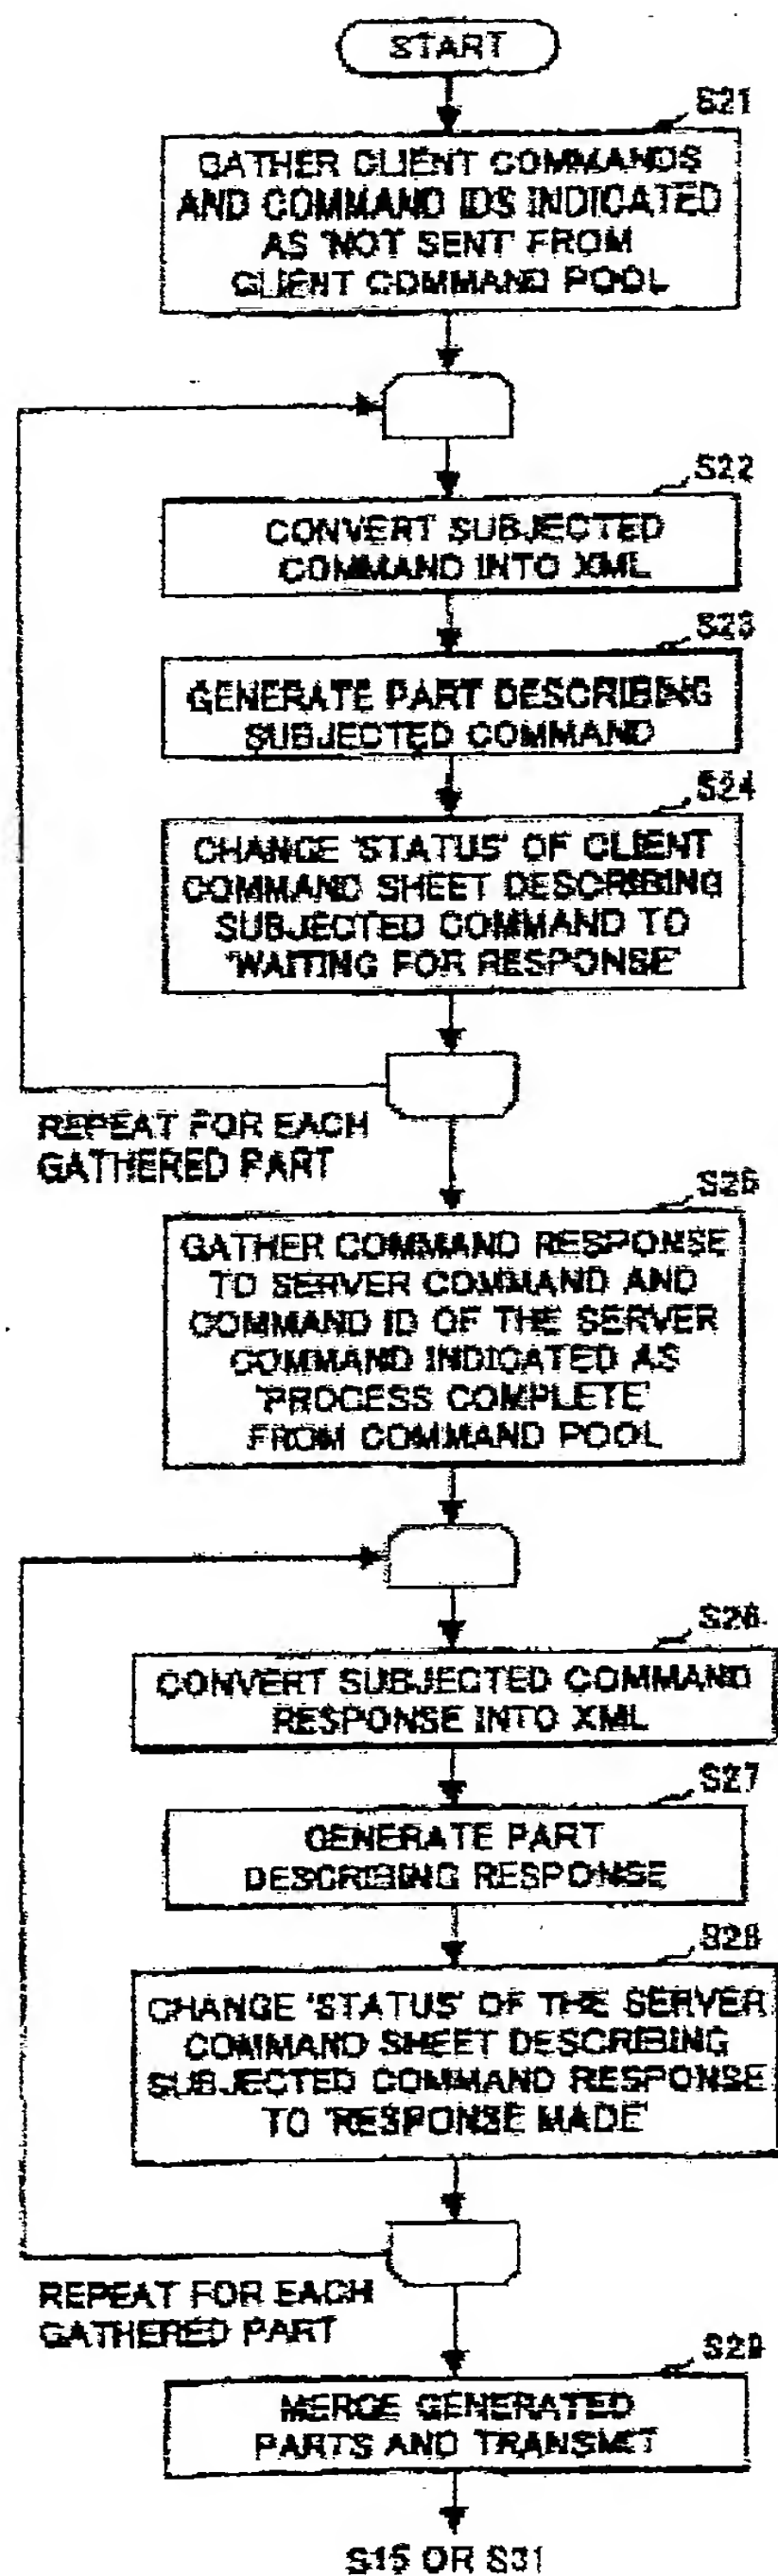 START
S21
GATHER CLIENT COMMANDS
AND COMMAND IDS INDICATED
AS 'NOT SENT' FROM
CLIENT COMMAND POOL
S22
CONVERT SUBJECTED
COMMAND INTO XML
S23
GENERATE PART DESCRIBING
SUBJECTED COMMAND
S24
CHANGE 'STATUS' OF CLIENT
COMMAND SHEET DESCRIBING
SUBJECTED COMMAND TO
'WAITING FOR RESPONSE'
REPEAT FOR EACH
GATHERED PART
S25
GATHER COMMAND RESPONSE
TO SERVER COMMAND AND
COMMAND ID OF THE SERVER
COMMAND INDICATED AS
'PROCESS COMPLETE'
FROM COMMAND POOL
S26
CONVERT SUBJECTED COMMAND
RESPONSE INTO XML
S27
GENERATE PART
DESCRIBING RESPONSE
S28
CHANGE 'STATUS' OF THE SERVER
COMMAND SHEET DESCRIBING
SUBJECTED COMMAND RESPONSE
TO 'RESPONSE MADE'
REPEAT FOR EACH
GATHERED PART
S29
MERGE GENERATED
PARTS AND TRANSMIT
S15 OR S31